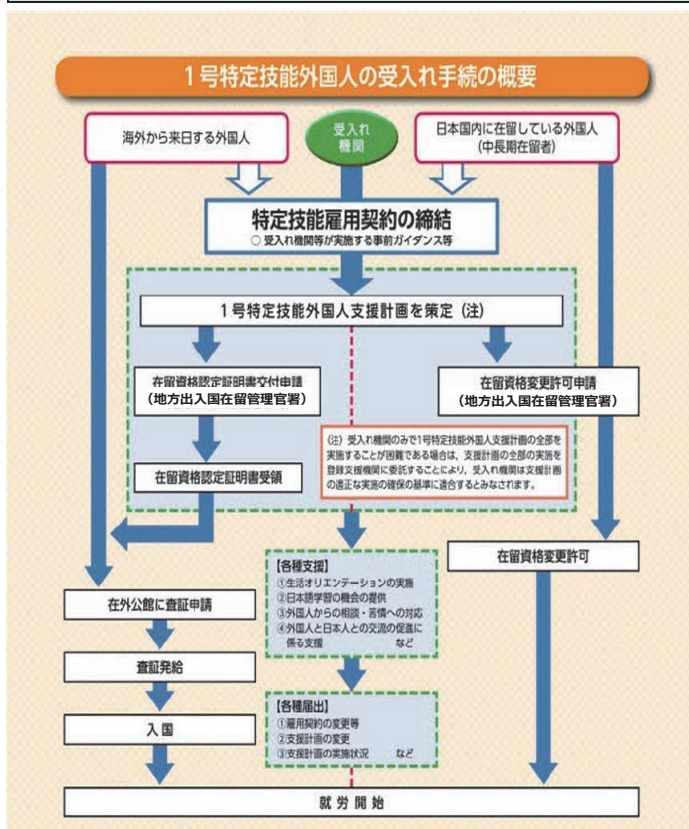 1号特定技能外国人の受入れ手続の概要
海外から来日する外国人
受入れ
機関
日本国内に在留している外国人
(中長期在留者)
特定技能雇用契約の締結
○ 受入れ機関等が実施する事前ガイダンス等
1号特定技能外国人支援計画を策定(注)
在留資格認定証明書交付申請
(地方出入国在留管理官署)
在留資格変更許可申請
(地方出入国在留管理官署)
(注)受入れ機関のみで1号特定技能外国人支援計画の全部を
実施することが困難である場合は、支援計画の全部の実施を
登録支援機関に委託することにより、受入れ機関は支援計画
の適正な実施の確保の基準に適合するとみなされます。
在留資格認定証明書受領
在留資格変更許可
【各種支援】
①生活オリエンテーションの実施
②日本語学習の機会の提供
③外国人からの相談・苦情への対応
④外国人と日本人との交流の促進に
係る支援 など
在外公館に査証申請
査証発給
入国
【各種届出】
①雇用契約の変更等
②支援計画の変更
③支援計画の実施状況 など
就労開始